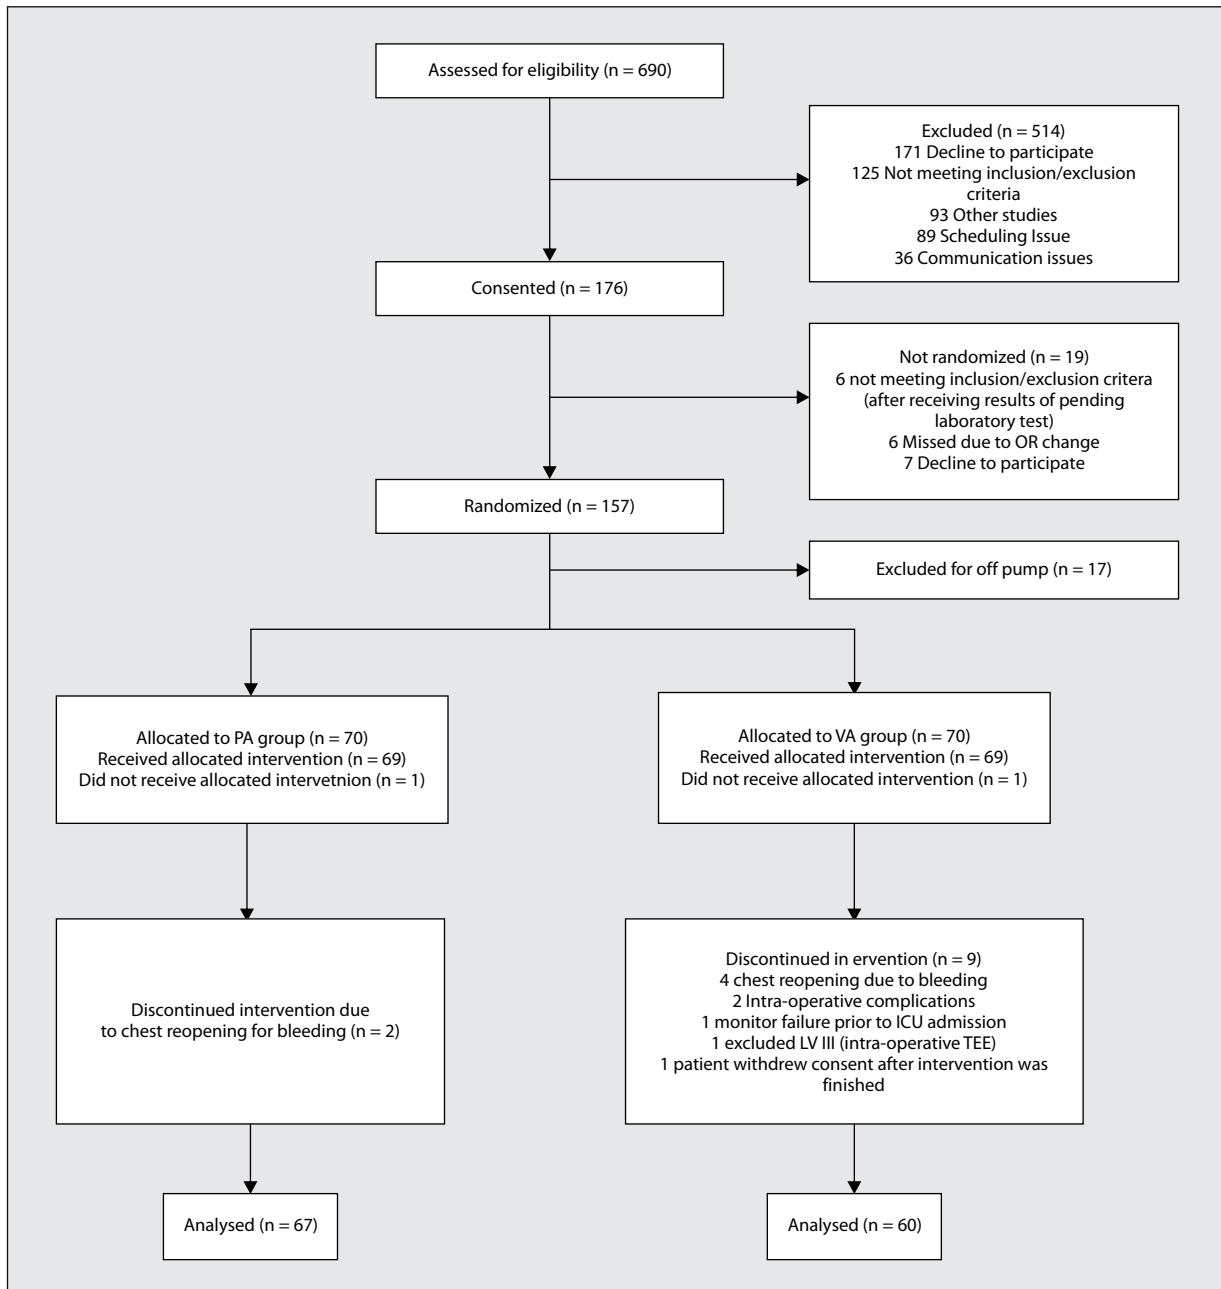 Assessed for eligibility (n = 690)
Excluded (n = 514)
171 Decline to participate
125 Not meeting inclusion/exclusion
criteria
93 Other studies
89 Scheduling Issue
36 Communication issues
Consented (n = 176)
Not randomized (n = 19)
6 not meeting inclusion/exclusion critera
(after receiving results of pending
laboratory test)
6 Missed due to OR change
7 Decline to participate
Randomized (n = 157)
Excluded for off pump (n = 17)
Allocated to PA group (n = 70)
Received allocated intervention (n = 69)
Did not receive allocated intervetnion (n = 1)
Allocated to VA group (n = 70)
Received allocated intervention (n = 69)
Did not receive allocated intervention (n = 1)
Discontinued intervention due
to chest reopening for bleeding (n = 2)
Discontinued in ervention (n = 9)
4 chest reopening due to bleeding
2 Intra-operative complications
1 monitor failure prior to ICU admission
1 excluded LV III (intra-operative TEE)
1 patient withdrew consent after intervention was
finished
Analysed (n = 67)
Analysed (n = 60)